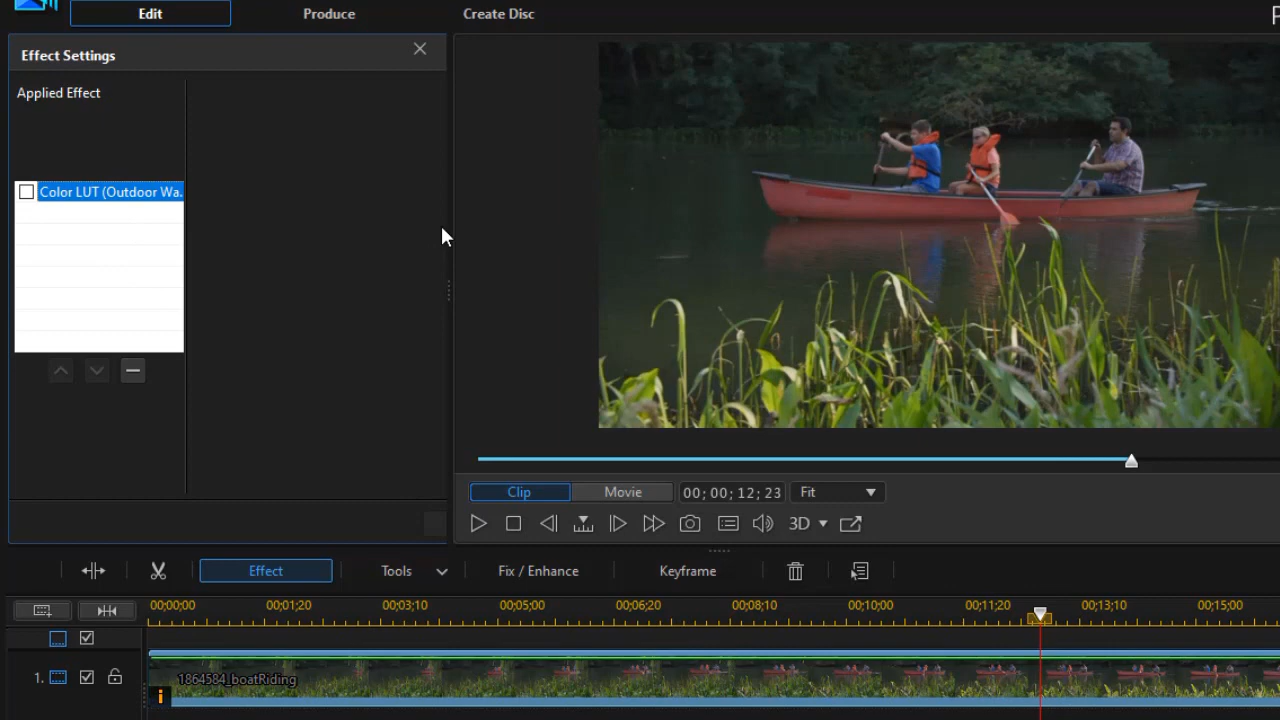 Edit Produce Create Disc
Effect Settings
Applied Effect
Color LUT (Outdoor Wa.
Clip Movie 00; 00; 12; 23 Fit
3D
Effect Tools Fix / Enhance Keyframe
00;00;00 00;01;20 00;03;10 00;05;00 00;06;20 00;08;10 00;10;00 00;11;20 00;13;10 00;15;00
1. 1864584_boatRiding
i